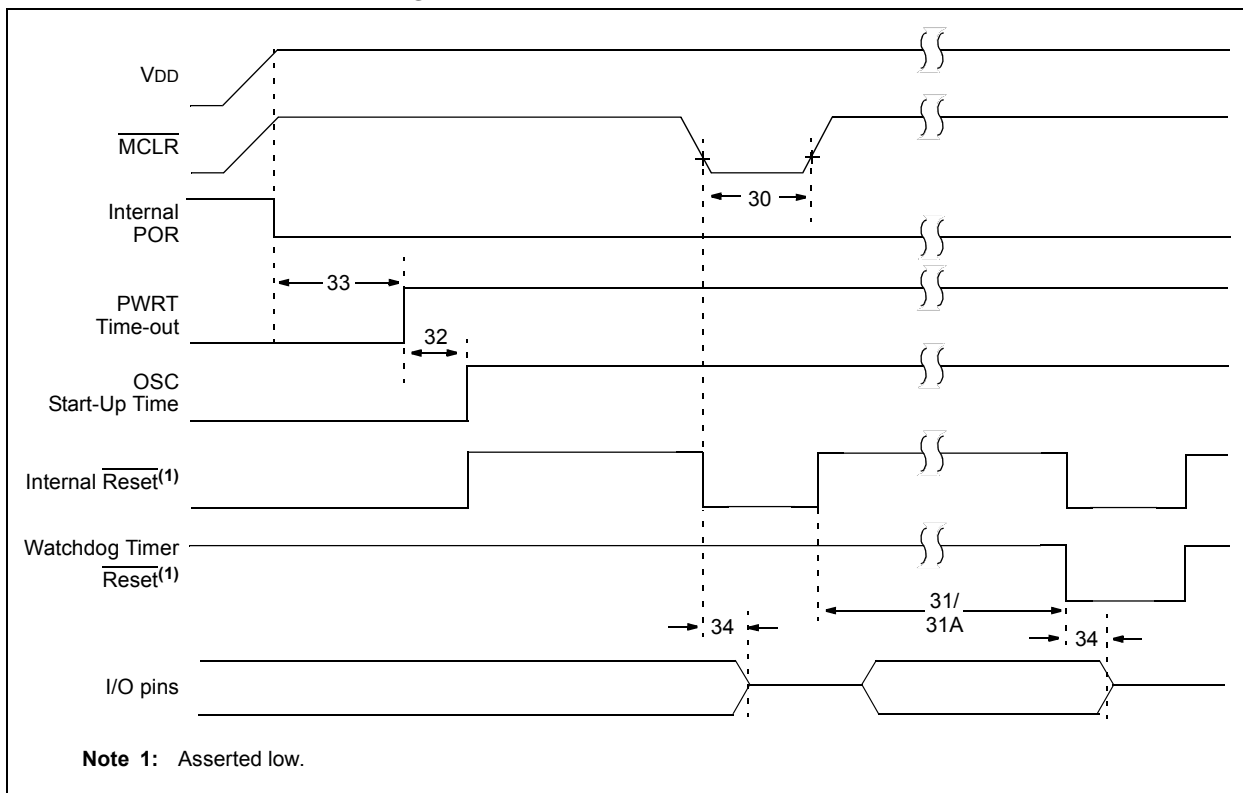 VDD
MCLR
30
Internal
POR
33
PWRT
Time-out
32
OSC
Start-Up Time
Internal Reset(1)
Watchdog Timer
Reset(1)
31/
31A
34
34
I/O pins
Note 1: Asserted low.